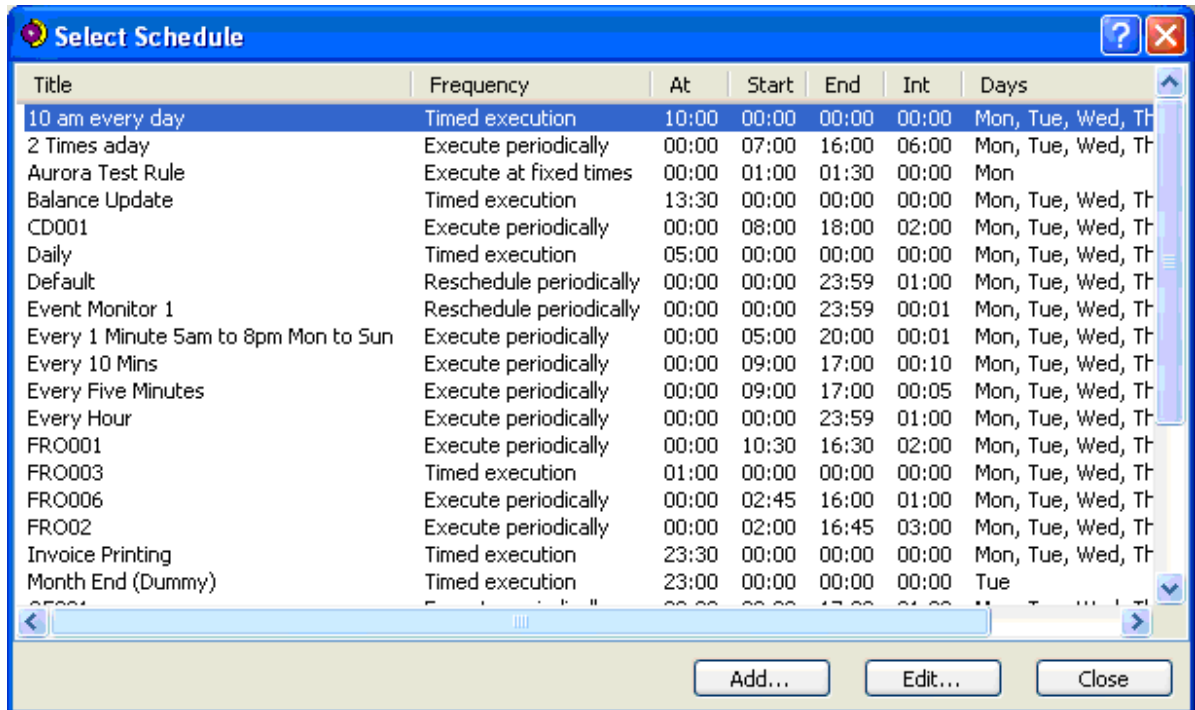 Select Schedule
Title Frequency At Start End Int Days
10 am every day Timed execution 10:00 00:00 00:00 00:00 Mon, Tue, Wed, Th
2 Times aday Execute periodically 00:00 07:00 16:00 06:00 Mon, Tue, Wed, Th
Aurora Test Rule Execute at fixed times 00:00 01:00 01:30 00:00 Mon
Balance Update Timed execution 13:30 00:00 00:00 00:00 Mon, Tue, Wed, Th
CD001 Execute periodically 00:00 08:00 18:00 02:00 Mon, Tue, Wed, Th
Daily Timed execution 05:00 00:00 00:00 00:00 Mon, Tue, Wed, Th
Default Reschedule periodically 00:00 00:00 23:59 01:00 Mon, Tue, Wed, Th
Event Monitor 1 Reschedule periodically 00:00 00:00 23:59 00:01 Mon, Tue, Wed, Th
Every 1 Minute 5am to 8pm Mon to Sun Execute periodically 00:00 05:00 20:00 00:01 Mon, Tue, Wed, Th
Every 10 Mins Execute periodically 00:00 09:00 17:00 00:10 Mon, Tue, Wed, Th
Every Five Minutes Execute periodically 00:00 09:00 17:00 00:05 Mon, Tue, Wed, Th
Every Hour Execute periodically 00:00 00:00 23:59 01:00 Mon, Tue, Wed, Th
FRO001 Execute periodically 00:00 10:30 16:30 02:00 Mon, Tue, Wed, Th
FRO003 Timed execution 01:00 00:00 00:00 00:00 Mon, Tue, Wed, Th
FRO006 Execute periodically 00:00 02:45 16:00 01:00 Mon, Tue, Wed, Th
FRO02 Execute periodically 00:00 02:00 16:45 03:00 Mon, Tue, Wed, Th
Invoice Printing Timed execution 23:30 00:00 00:00 00:00 Mon, Tue, Wed, Th
Month End (Dummy) Timed execution 23:00 00:00 00:00 00:00 Tue
Add... Edit... Close